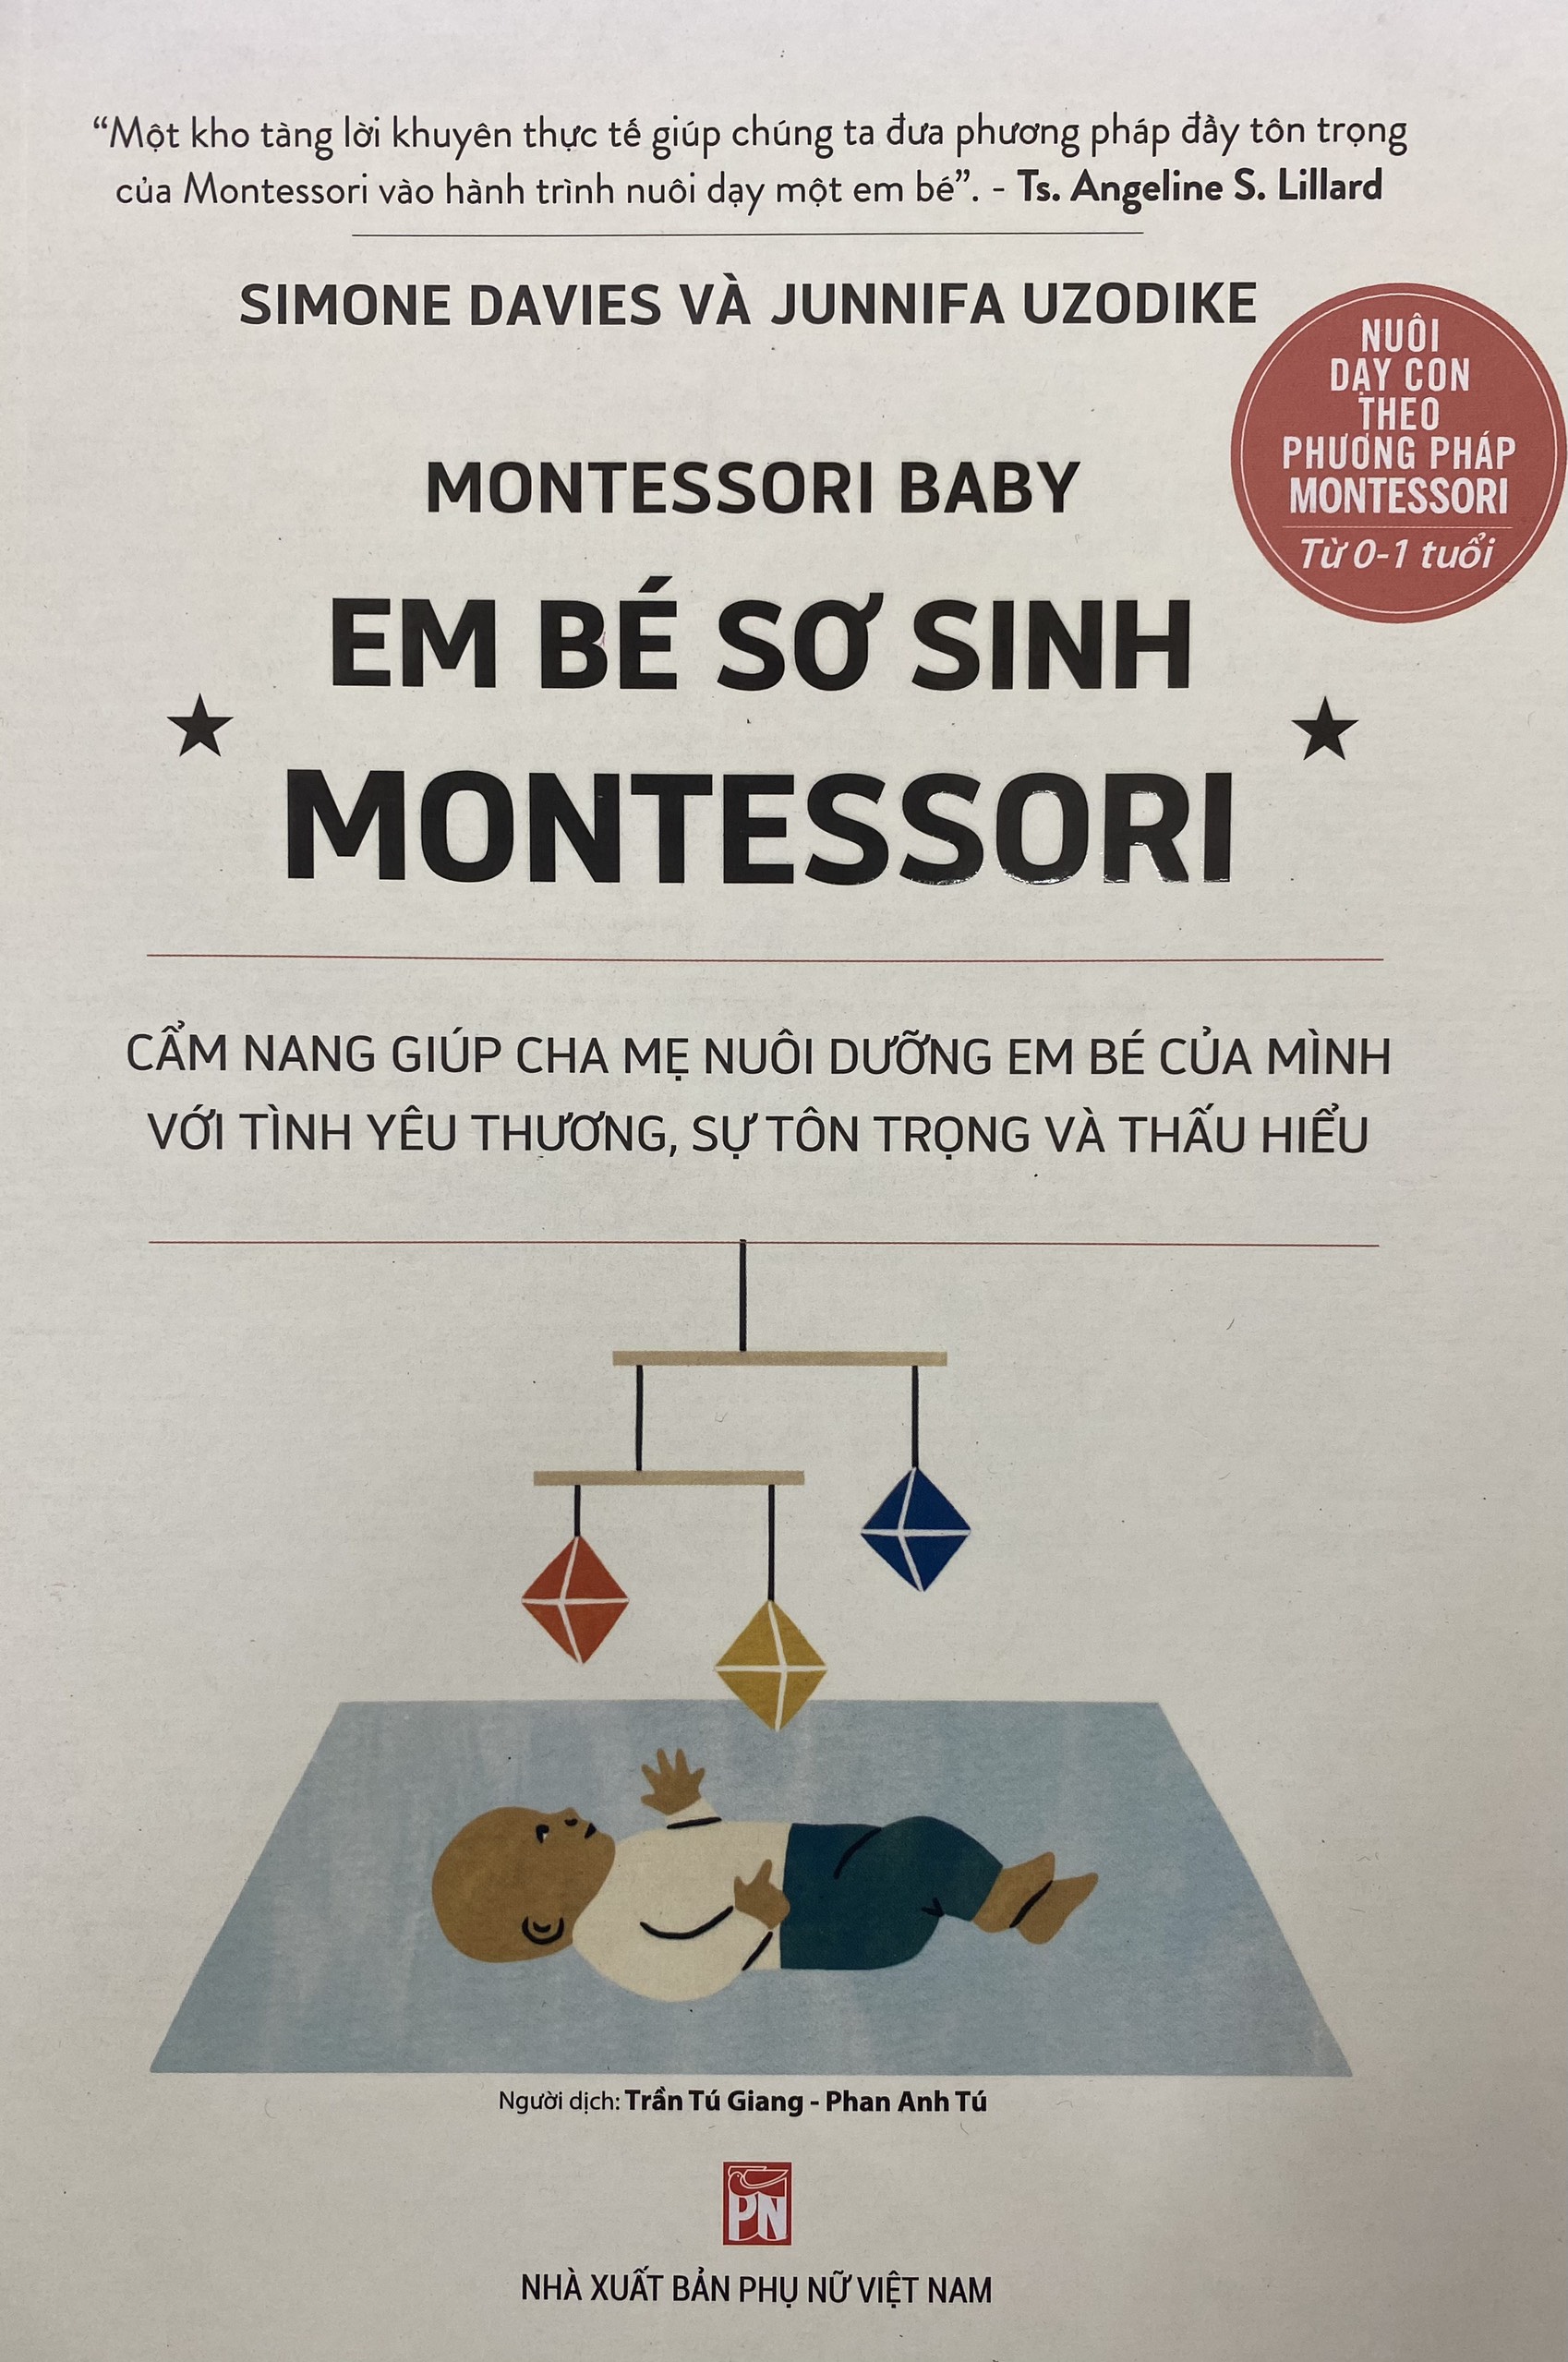 “Một kho tàng lời khuyên thực tế giúp chúng ta đưa phương pháp đầy tôn trọng
của Montessori vào hành trình nuôi dạy một em bé”. - Ts. Angeline S. Lillard
SIMONE DAVIES VÀ JUNNIFA UZODIKE
NUÔI
DẠY CON
THEO
PHƯƠNG PHÁP
MONTESSORI
Từ 0-1 tuổi
MONTESSORI BABY
EM BÉ SƠ SINH
MONTESSORI
CẨM NANG GIÚP CHA MẸ NUÔI DƯỠNG EM BÉ CỦA MÌNH
VỚI TÌNH YÊU THƯƠNG, SỰ TÔN TRỌNG VÀ THẤU HIỂU
Người dịch: Trần Tú Giang - Phan Anh Tú
PN
NHÀ XUẤT BẢN PHỤ NỮ VIỆT NAM